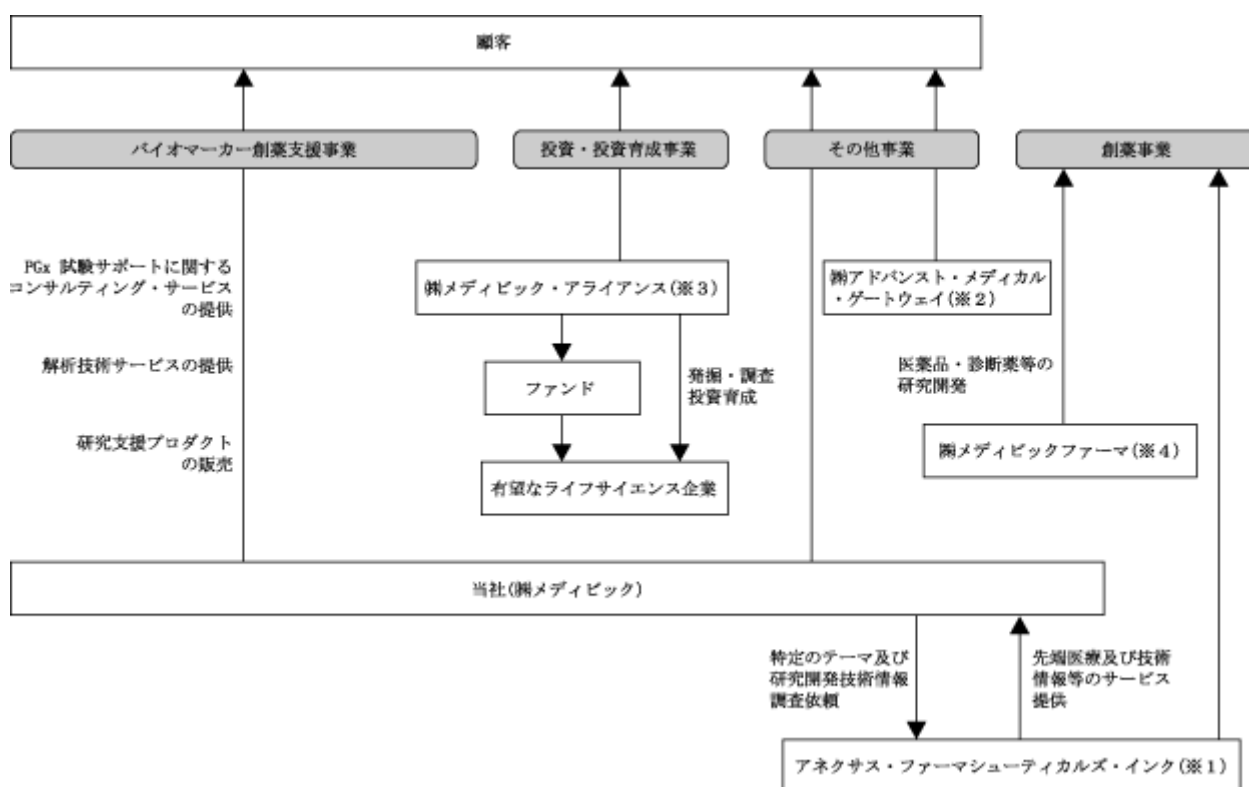 顧客
バイオマーカー創薬支援事業
投資・投資育成事業
その他事業
創薬事業
PGx 試験サポートに関する
コンサルティング・サービス
の提供
解析技術サービスの提供
研究支援プロダクト
の販売
㈱メディビック・アライアンス(※3)
ファンド
発掘・調査
投資育成
有望なライフサイエンス企業
㈱アドバンスト・メディカル
・ゲートウェイ(※2)
医薬品・診断薬等の
研究開発
㈱メディビックファーマ(※4)
当社(㈱メディビック)
特定のテーマ及び
研究開発技術情報
調査依頼
先端医療及び技術
情報等のサービス
提供
アネクサス・ファーマシューティカルズ・インク(※1)